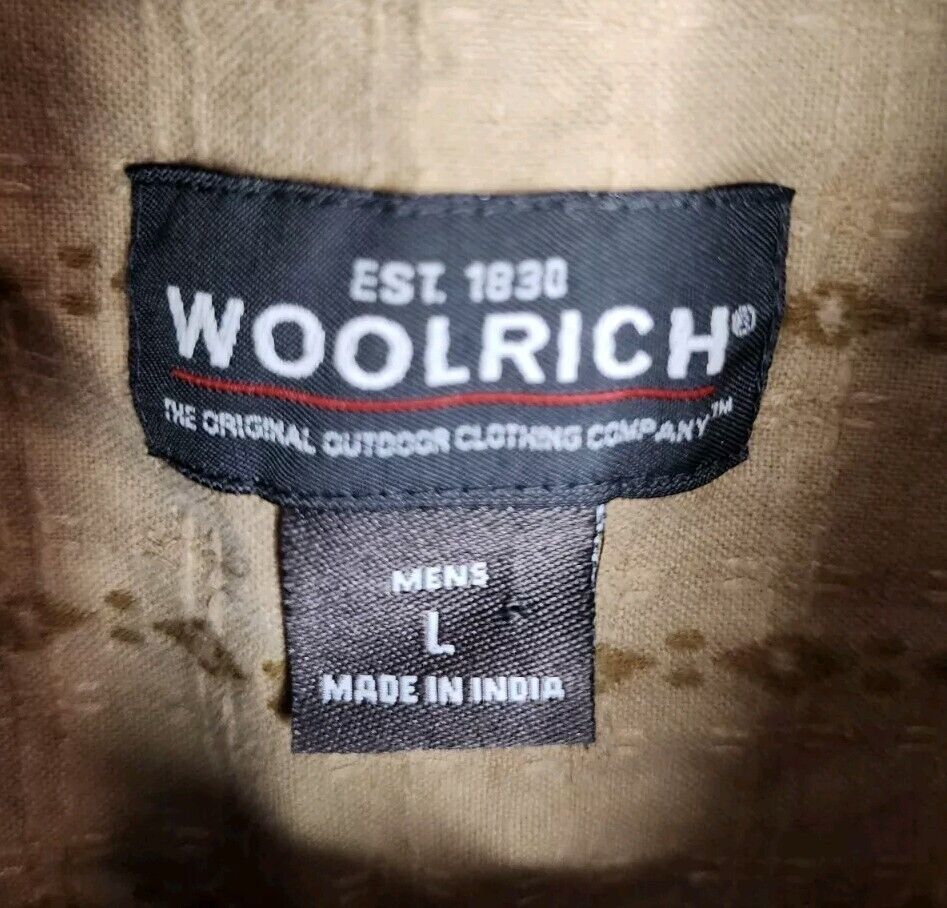 EST. 1830
WOOLRICH®
THE ORIGINAL OUTDOOR CLOTHING COMPANY™
MENS
L
MADE IN INDIA